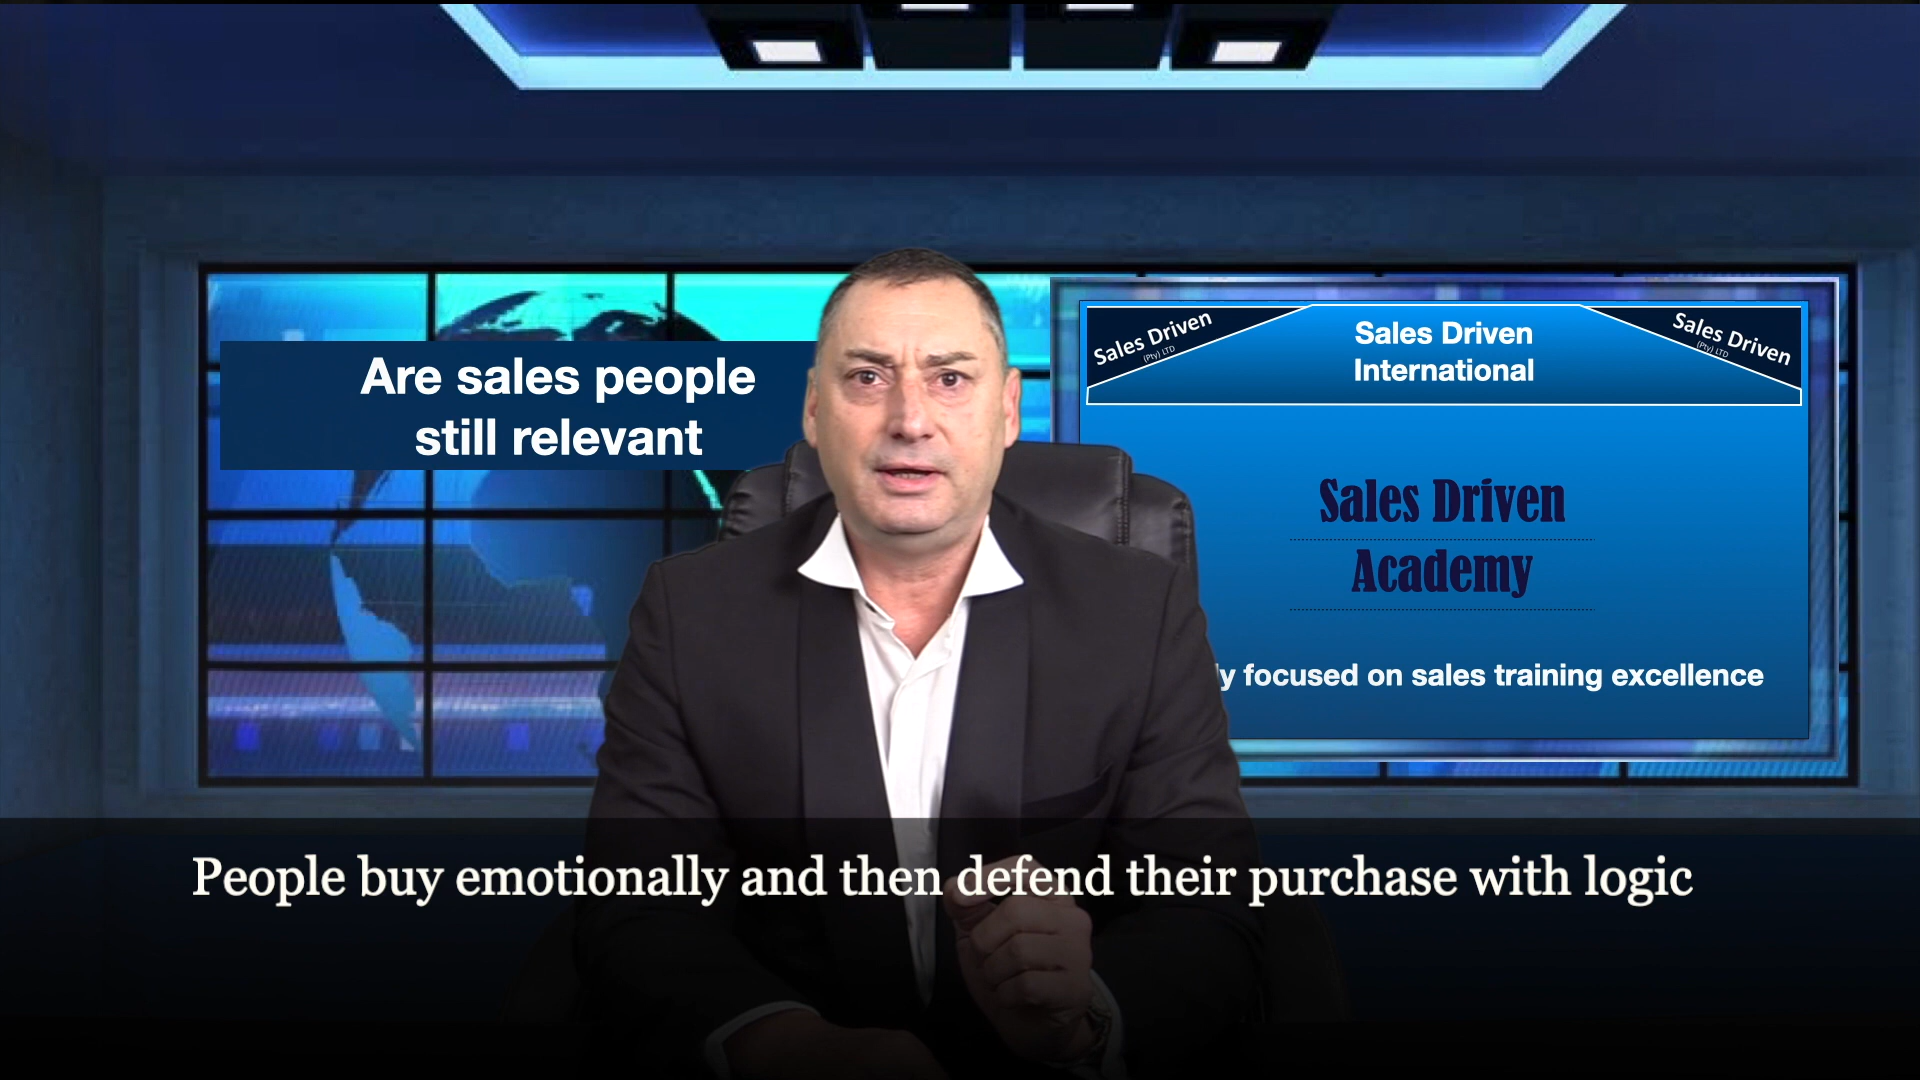 Are sales people
still relevant
Sales Driven
(Pty) LTD
Sales Driven
International
Sales Driven
(Pty) LTD
Sales Driven
Academy
focused on sales training excellence
People buy emotionally and then defend their purchase with logic